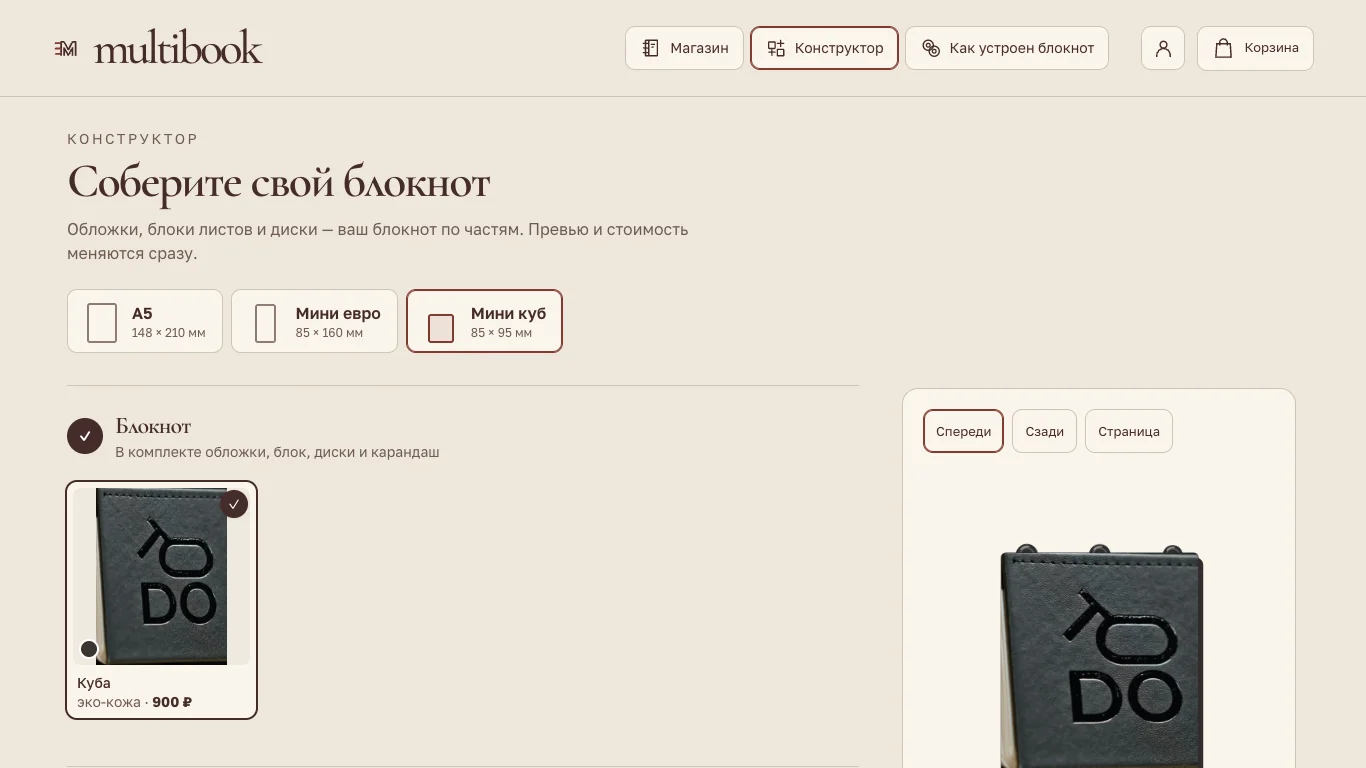 multibook
Магазин
Конструктор
Как устроен блокнот
Корзина
КОНСТРУКТОР
Соберите свой блокнот
Обложки, блоки листов и диски — ваш блокнот по частям. Превью и стоимость
меняются сразу.
А5
148 × 210 мм
Мини евро
85 × 160 мм
Мини куб
85 × 95 мм
Блокнот
В комплекте обложки, блок, диски и карандаш
TO
DO
Куба
эко-кожа · 900 ₽
Спереди
Сзади
Страница
TO
DO